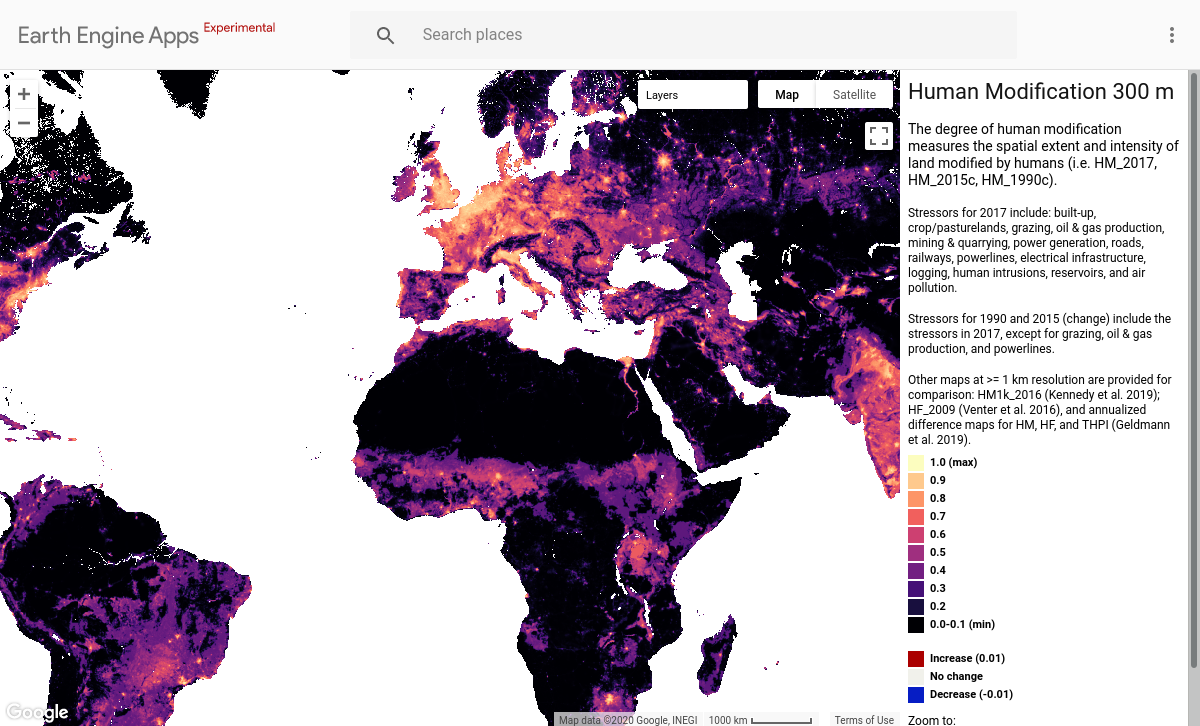 Earth Engine Apps Experimental
Search places
+
−
Layers
Map
Satellite
Human Modification 300 m
The degree of human modification
measures the spatial extent and intensity of
land modified by humans (i.e. HM_2017,
HM_2015c, HM_1990c).
Stressors for 2017 include: built-up,
crop/pasturelands, grazing, oil & gas production,
mining & quarrying, power generation, roads,
railways, powerlines, electrical infrastructure,
logging, human intrusions, reservoirs, and air
pollution.
Stressors for 1990 and 2015 (change) include the
stressors in 2017, except for grazing, oil & gas
production, and powerlines.
Other maps at >= 1 km resolution are provided for
comparison: HM1k_2016 (Kennedy et al. 2019);
HF_2009 (Venter et al. 2016), and annualized
difference maps for HM, HF, and THPI (Geldmann
et al. 2019).
1.0 (max)
0.9
0.8
0.7
0.6
0.5
0.4
0.3
0.2
0.0-0.1 (min)
Increase (0.01)
No change
Decrease (-0.01)
Zoom to:
Google
Map data ©2020 Google, INEGI
1000 km
Terms of Use